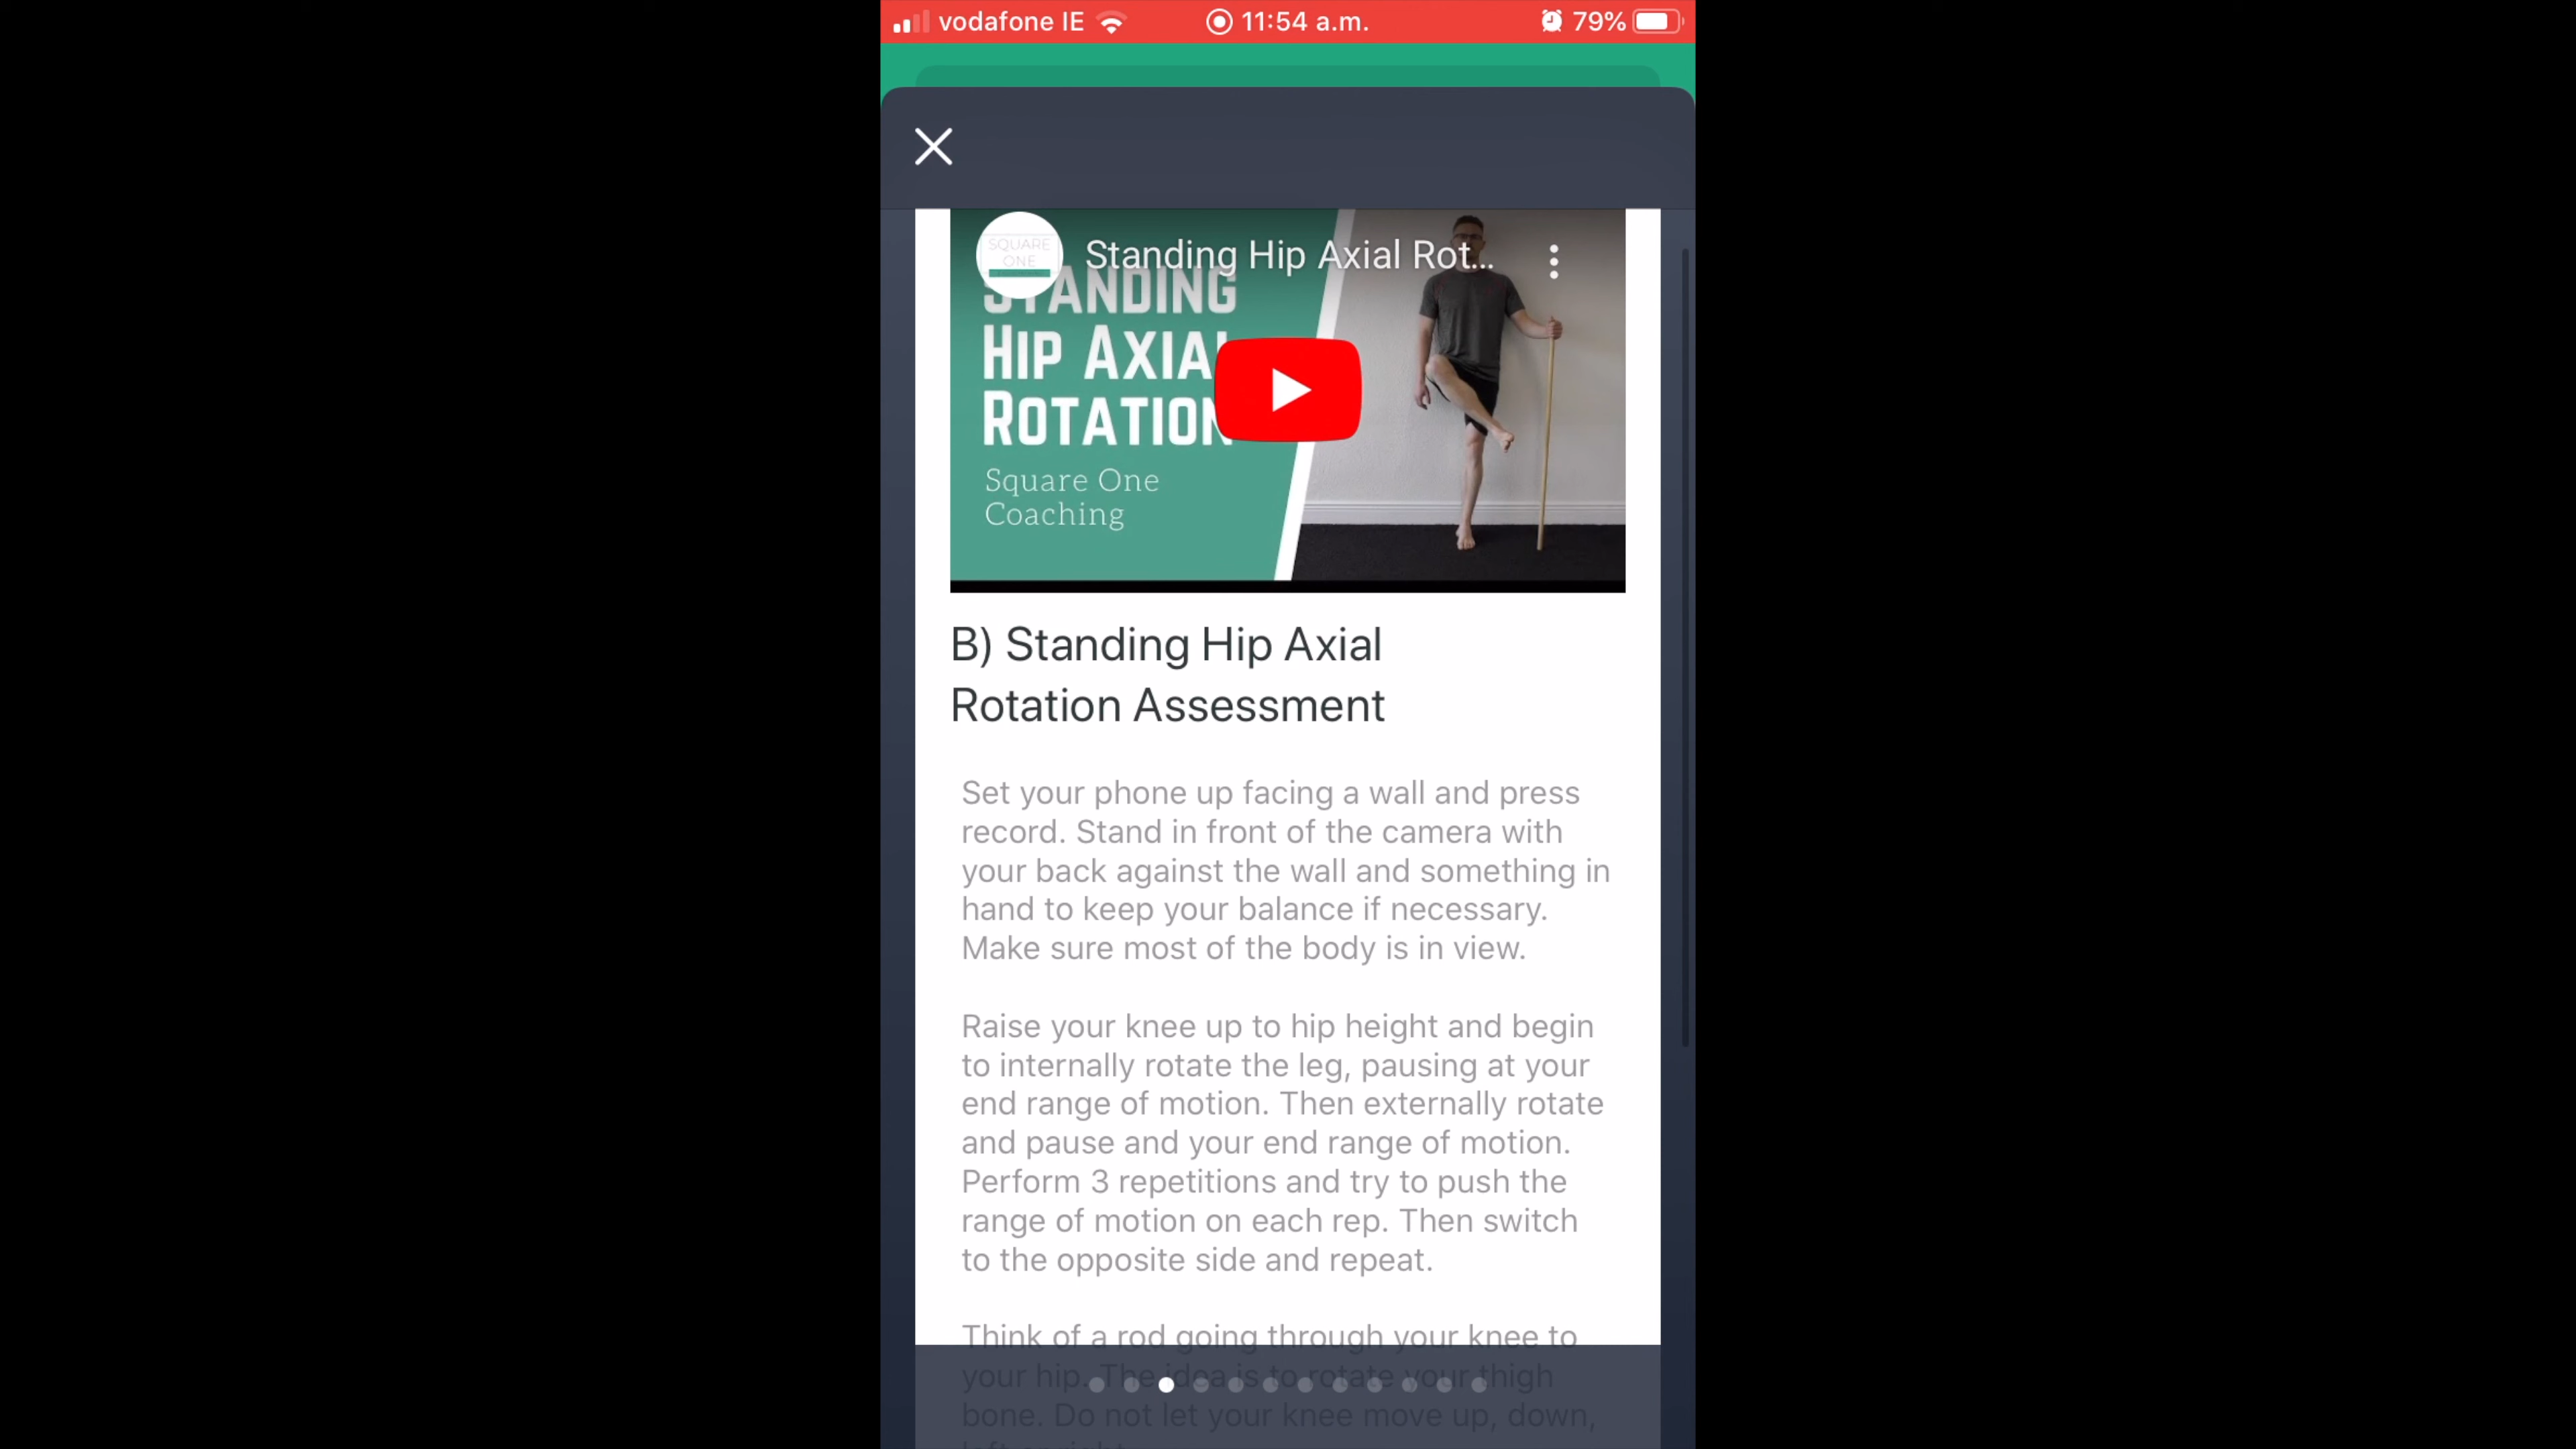 vodafone IE
11:54 a.m.
79%
SQUARE
ONE
Standing Hip Axial Rot...
STANDING
HIP AXIAL
ROTATION
Square One
Coaching
B) Standing Hip Axial
Rotation Assessment
Set your phone up facing a wall and press
record. Stand in front of the camera with
your back against the wall and something in
hand to keep your balance if necessary.
Make sure most of the body is in view.
Raise your knee up to hip height and begin
to internally rotate the leg, pausing at your
end range of motion. Then externally rotate
and pause and your end range of motion.
Perform 3 repetitions and try to push the
range of motion on each rep. Then switch
to the opposite side and repeat.
Think of a rod going through your knee to
your hip. The idea is to rotate your thigh
bone. Do not let your knee move up, down,